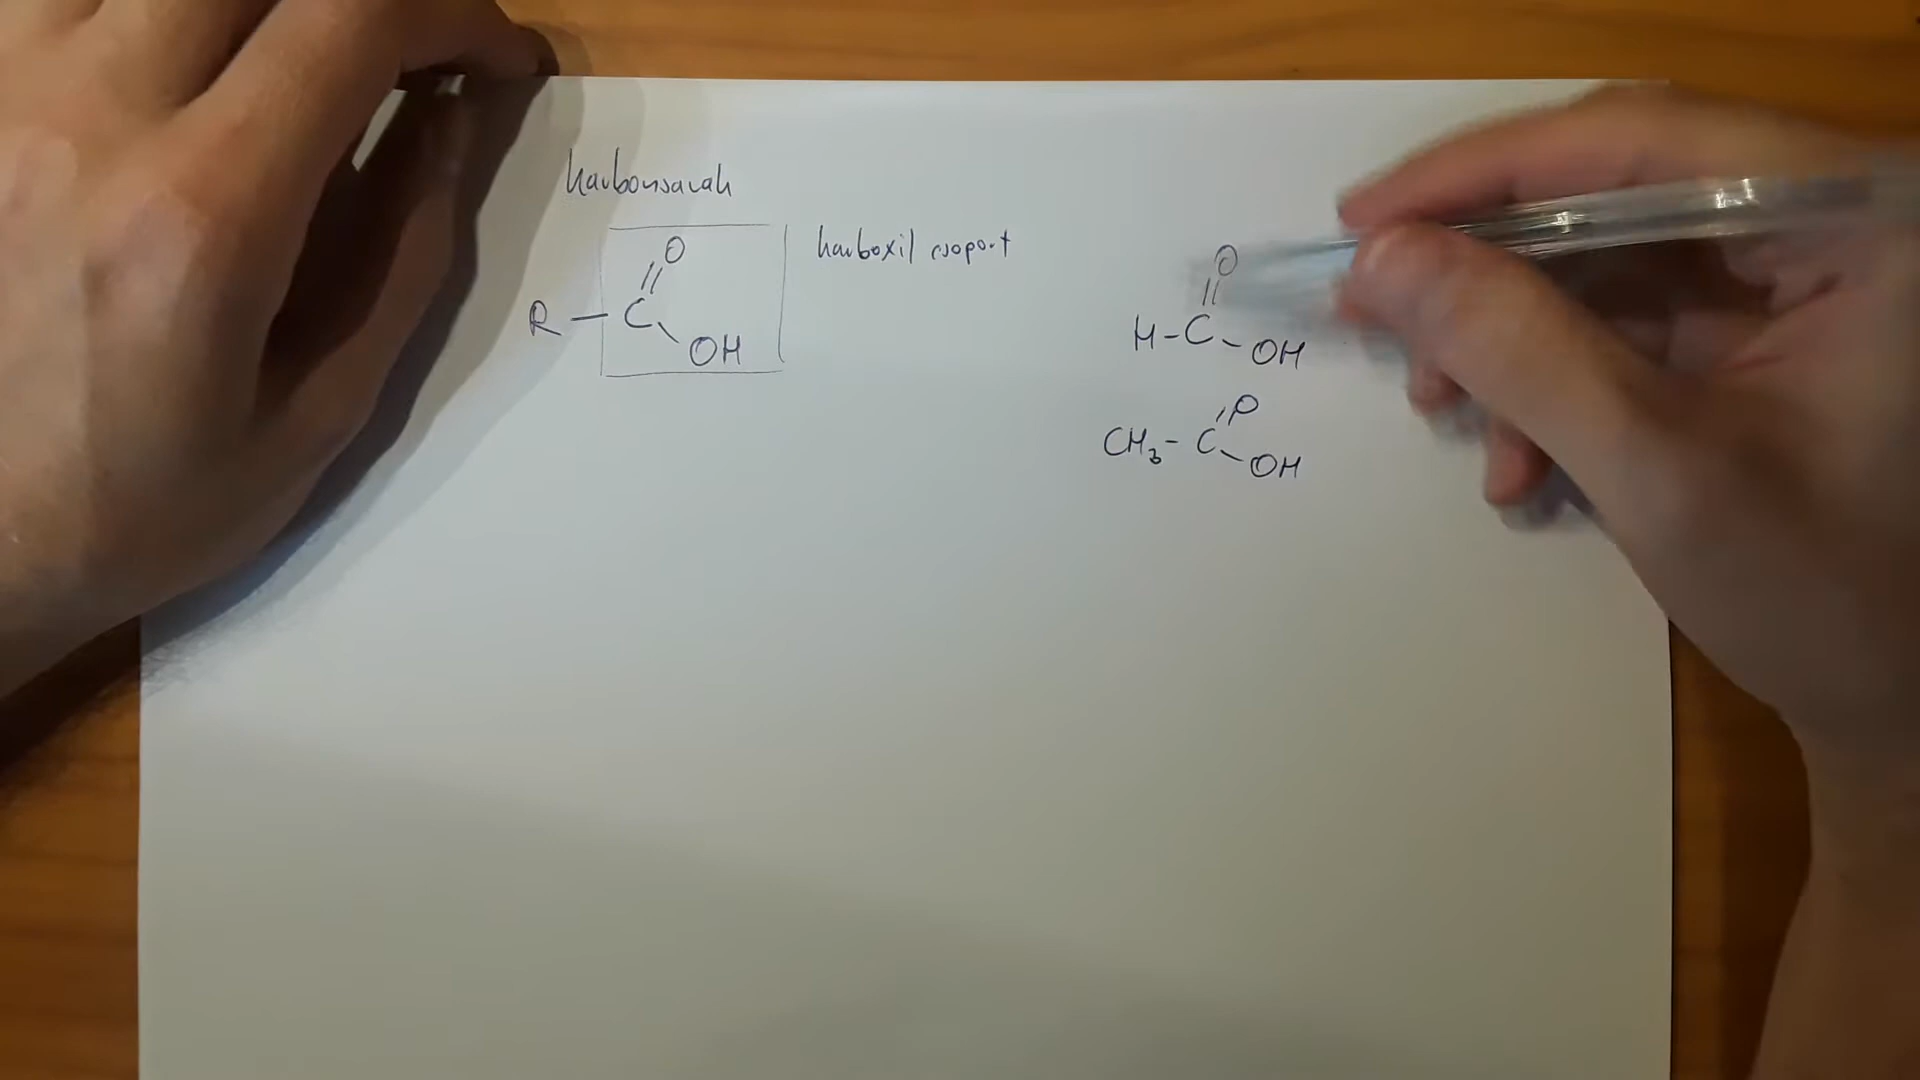 karbonsavak
karboxil csoport
O
R - C
OH
O
H - C - OH
CH₃ - C
O
OH